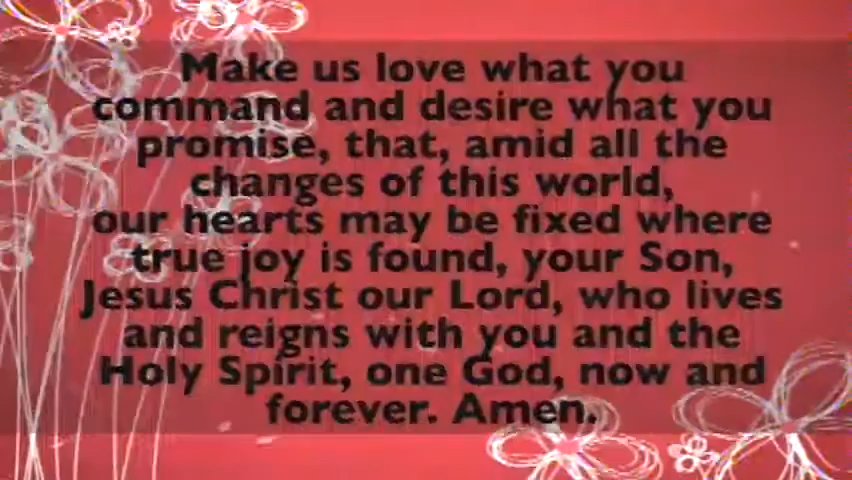 Make us love what you
command and desire what you
promise, that, amid all the
changes of this world,
our hearts may be fixed where
true joy is found, your Son,
Jesus Christ our Lord, who lives
and reigns with you and the
Holy Spirit, one God, now and
forever. Amen.